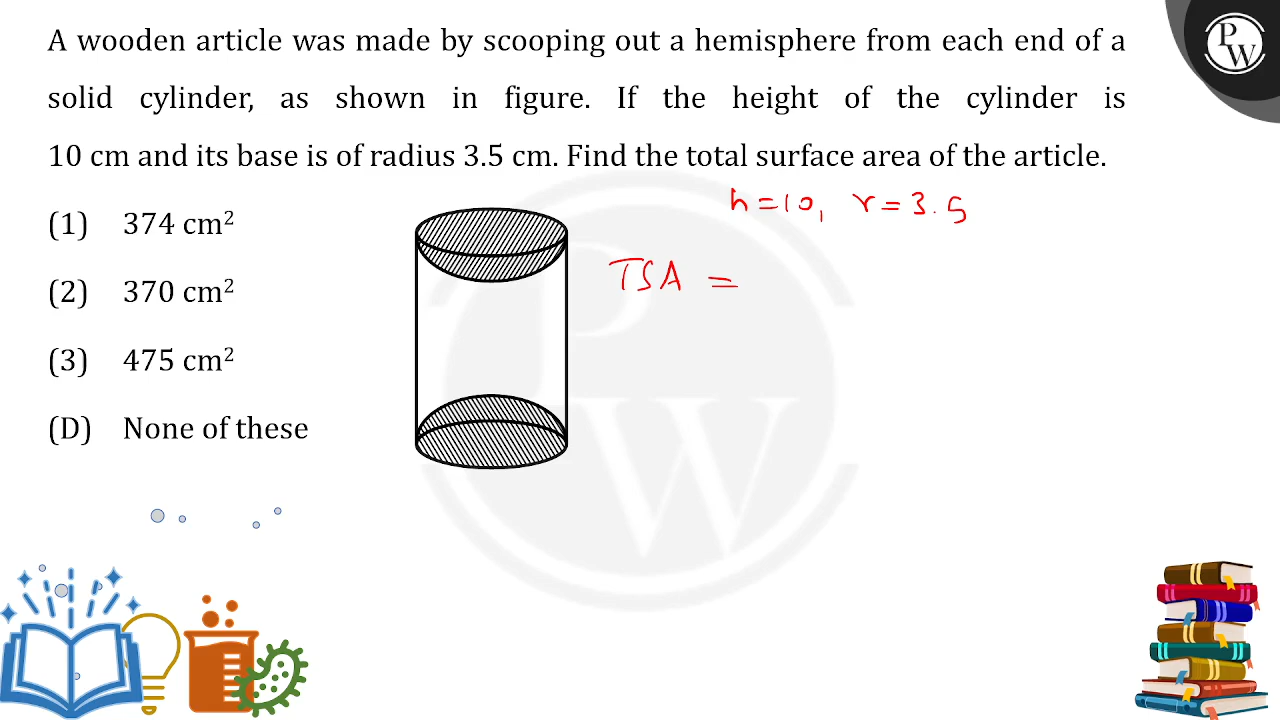 A wooden article was made by scooping out a hemisphere from each end of a
solid cylinder, as shown in figure. If the height of the cylinder is
10 cm and its base is of radius 3.5 cm. Find the total surface area of the article.
h=10, r=3.5
(1) 374 cm²
TSA =
(2) 370 cm²
(3) 475 cm²
(D) None of these
PW
PW